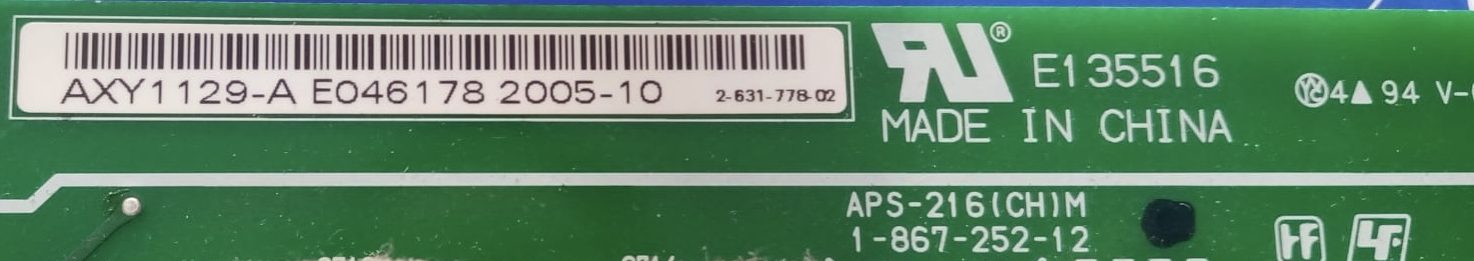 AXY1129-A E046178 2005-10 2-631-778-02
® E135516
MADE IN CHINA
4▲ 94 V-
APS-216(CH)M
1-867-252-12